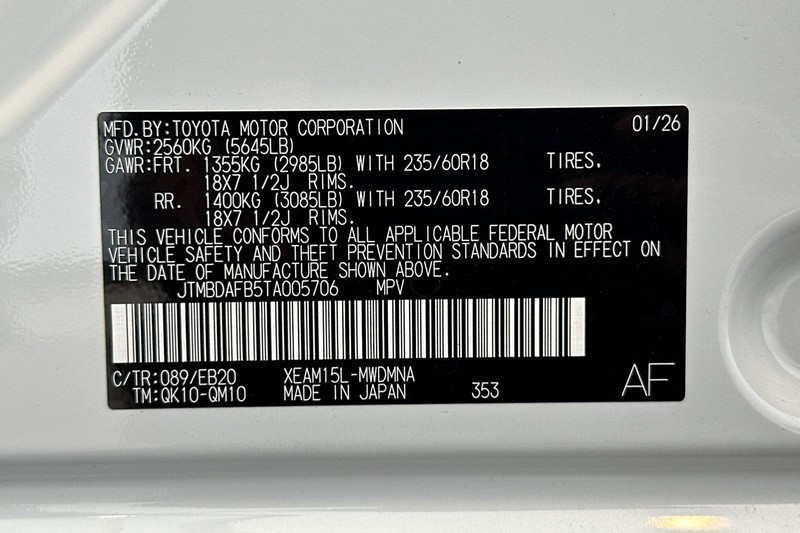 MFD.BY:TOYOTA MOTOR CORPORATION 01/26
GVWR:2560KG (5645LB)
GAWR:FRT. 1355KG (2985LB) WITH 235/60R18 TIRES.
18X7 1/2J RIMS.
RR. 1400KG (3085LB) WITH 235/60R18 TIRES.
18X7 1/2J RIMS.
THIS VEHICLE CONFORMS TO ALL APPLICABLE FEDERAL MOTOR
VEHICLE SAFETY AND THEFT PREVENTION STANDARDS IN EFFECT ON
THE DATE OF MANUFACTURE SHOWN ABOVE.
JTMBDAFB5TA005706 MPV
C/TR:089/EB20 XEAM15L-MWDMNA
TM:QK10-QM10 MADE IN JAPAN 353 AF